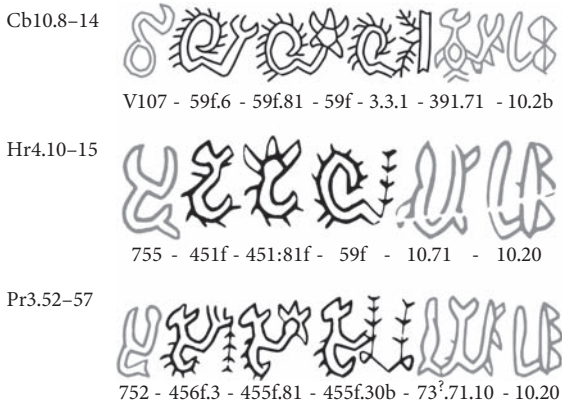 Cb10.8–14
V107 - 59f.6 - 59f.81 - 59f - 3.3.1 - 391.71 - 10.2b
Hr4.10–15
755 - 451f - 451:81f - 59f - 10.71 - 10.20
Pr3.52–57
752 - 456f.3 - 455f.81 - 455f.30b - 73?.71.10 - 10.20